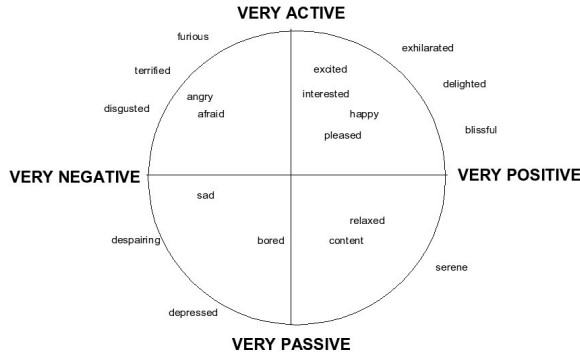 VERY ACTIVE
furious
exhilarated
terrified
excited
delighted
angry
interested
disgusted
afraid
happy
blissful
pleased
VERY NEGATIVE
VERY POSITIVE
sad
relaxed
despairing
bored
content
serene
depressed
VERY PASSIVE